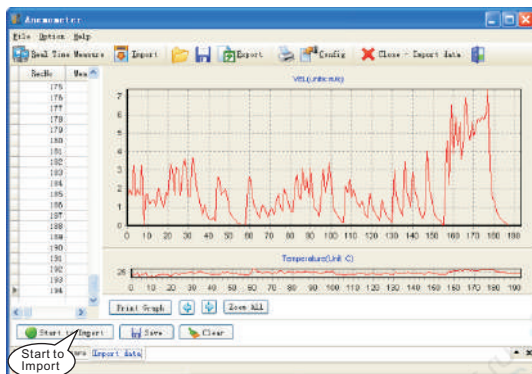 Anemometer
File Option Help
Real Time Measure Import Export Config Close - Import data
RecNo Mea
175
176
177
178
179
180
181
182
183
184
185
186
187
188
189
190
191
192
193
194
VEL(Units: m/s)
7
6
5
4
3
2
1
0
0 10 20 30 40 50 60 70 80 90 100 110 120 130 140 150 160 170 180 190
Temperature(Unit: C)
26
0 10 20 30 40 50 60 70 80 90 100 110 120 130 140 150 160 170 180 190
Print Graph Zoom All
Start to Import Save Clear
Start to
Import
Import data